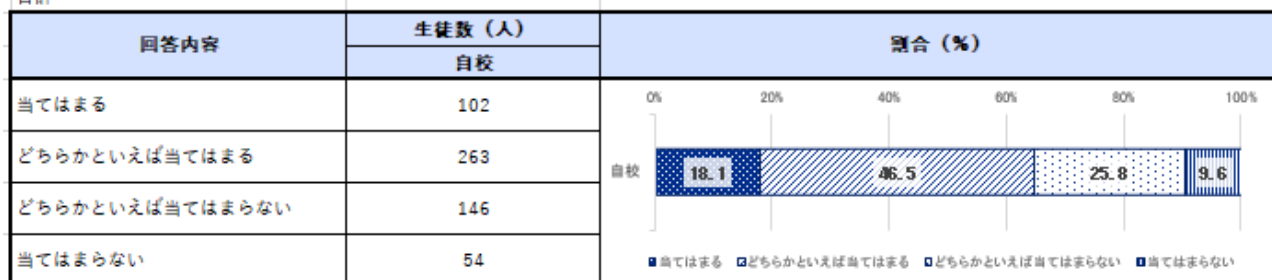 回答内容
生徒数（人）
割合（%）
自校
当てはまる
102
どちらかといえば当てはまる
263
どちらかといえば当てはまらない
146
当てはまらない
54
0% 20% 40% 60% 80% 100%
自校
18.1 46.5 25.8 9.6
当てはまる どちらかといえば当てはまる どちらかといえば当てはまらない 当てはまらない